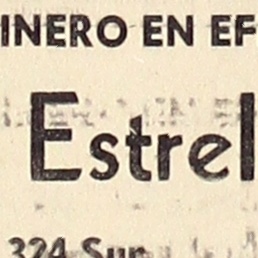 INERO EN EF
Estrel
324 Sur